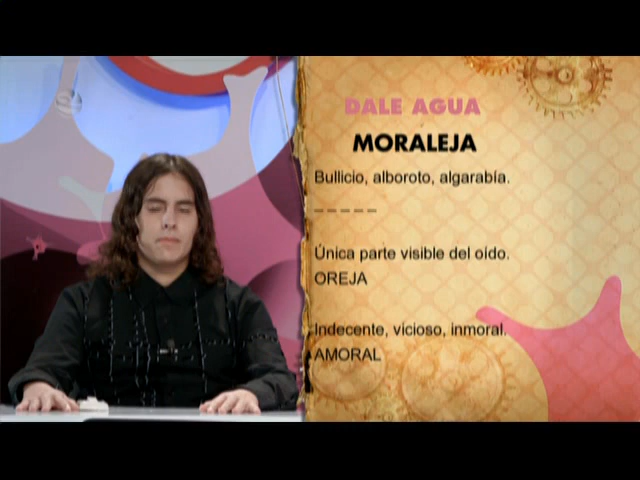 DALE AGUA
MORALEJA
Bullicio, alboroto, algarabía.
_ _ _ _ _
Única parte visible del oído.
OREJA
Indecente, vicioso, inmoral.
AMORAL